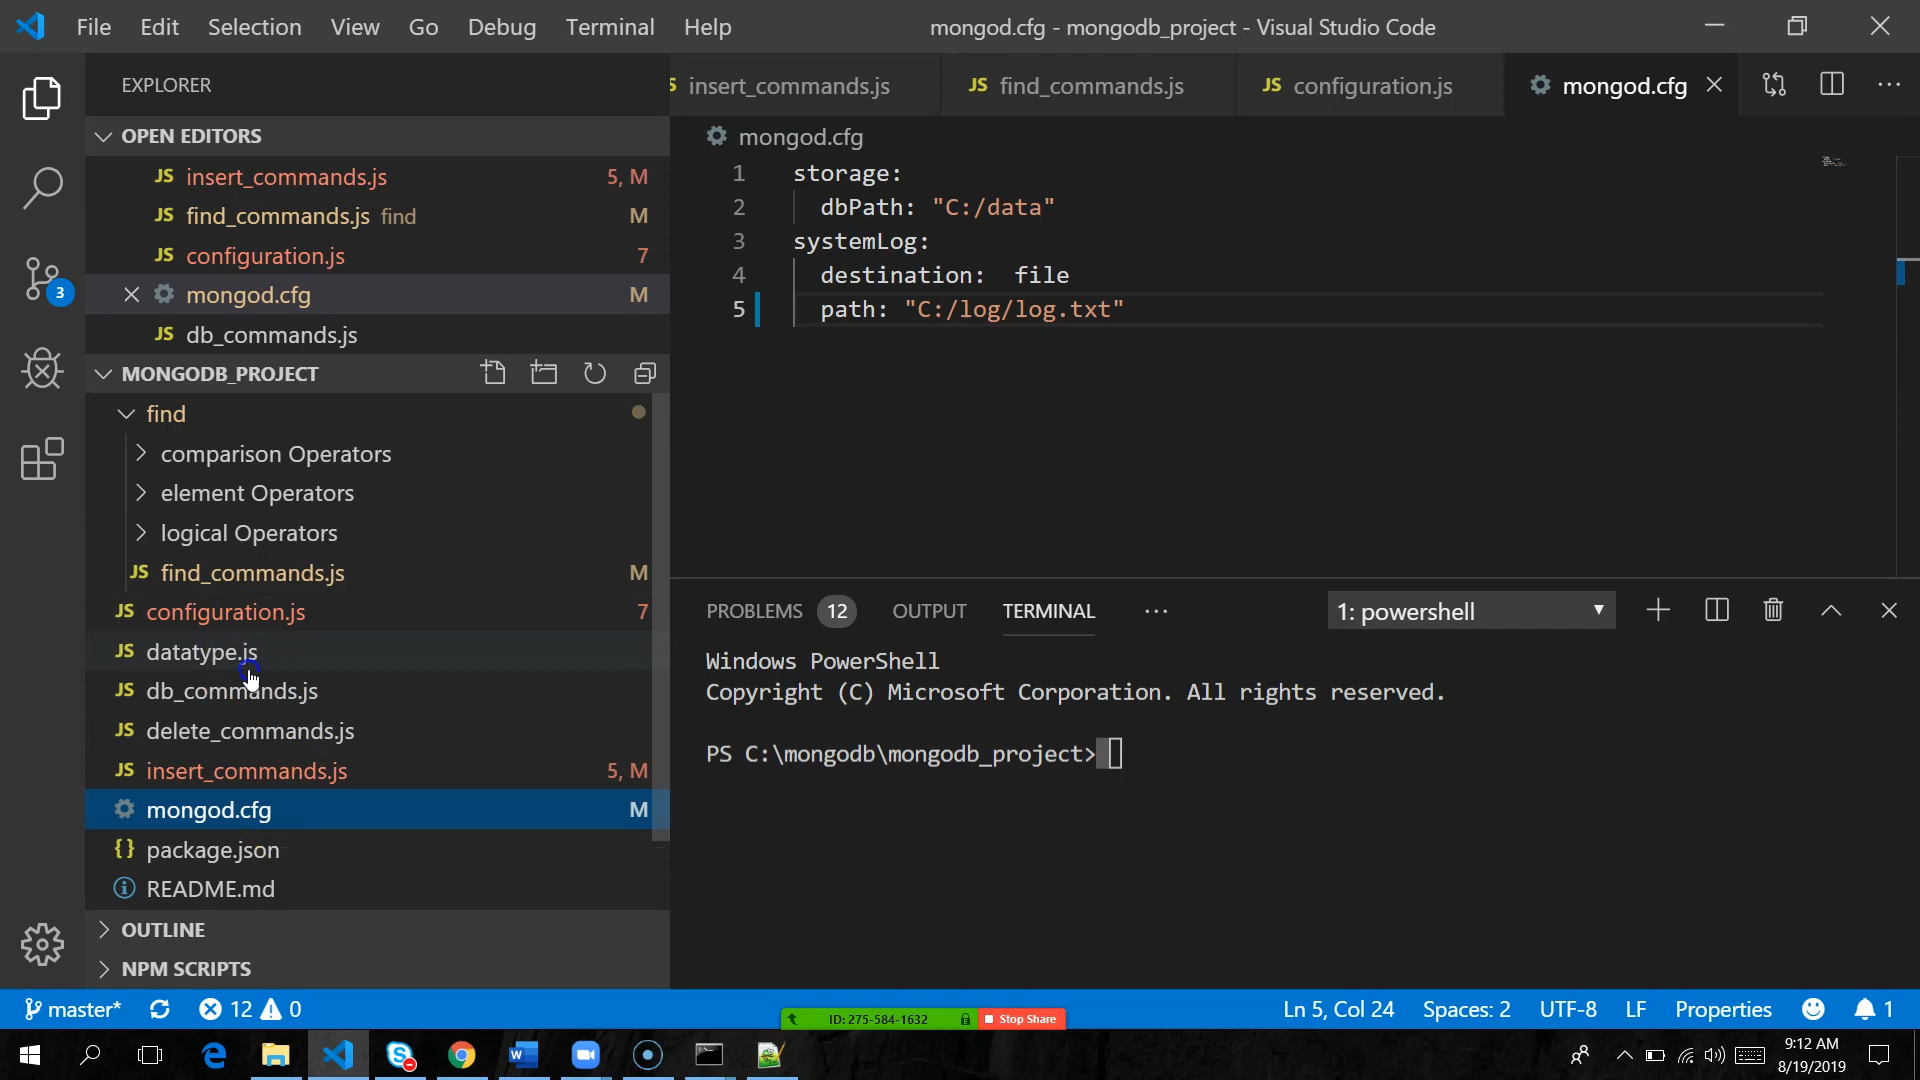 File Edit Selection View Go Debug Terminal Help mongod.cfg - mongodb_project - Visual Studio Code
EXPLORER
OPEN EDITORS
JS insert_commands.js 5, M
JS find_commands.js find M
JS configuration.js 7
mongod.cfg M
JS db_commands.js
MONGODB_PROJECT
find
comparison Operators
element Operators
logical Operators
JS find_commands.js M
JS configuration.js 7
JS datatype.js
JS db_commands.js
JS delete_commands.js
JS insert_commands.js 5, M
mongod.cfg M
{} package.json
README.md
OUTLINE
NPM SCRIPTS
3
S insert_commands.js JS find_commands.js JS configuration.js mongod.cfg
mongod.cfg
1 storage:
2 dbPath: "C:/data"
3 systemLog:
4 destination:  file
5 path: "C:/log/log.txt"
PROBLEMS 12 OUTPUT TERMINAL ··· 1: powershell
Windows PowerShell
Copyright (C) Microsoft Corporation. All rights reserved.
PS C:\mongodb\mongodb_project>
master* 12 0 Ln 5, Col 24 Spaces: 2 UTF-8 LF Properties 1
ID: 275-584-1632 Stop Share
9:12 AM
8/19/2019